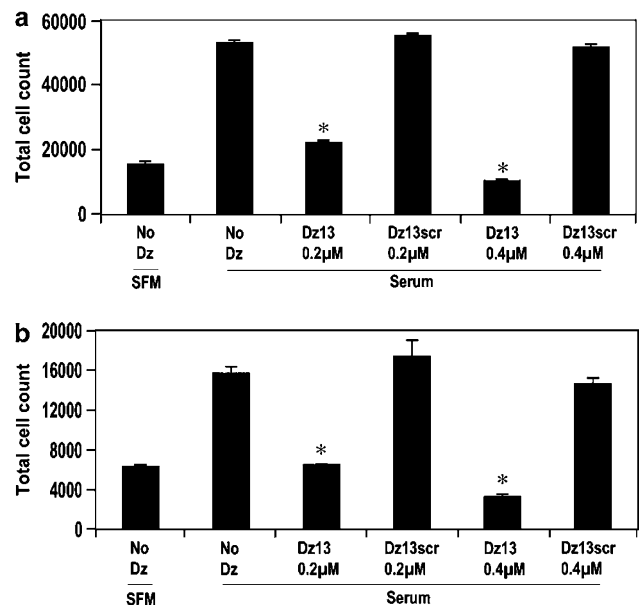 a
Total cell count
60000
40000
20000
0
No Dz
No Dz
Dz13 0.2µM
Dz13scr 0.2µM
Dz13 0.4µM
Dz13scr 0.4µM
*
*
SFM
Serum
b
Total cell count
20000
16000
12000
8000
4000
0
No Dz
No Dz
Dz13 0.2µM
Dz13scr 0.2µM
Dz13 0.4µM
Dz13scr 0.4µM
*
*
SFM
Serum